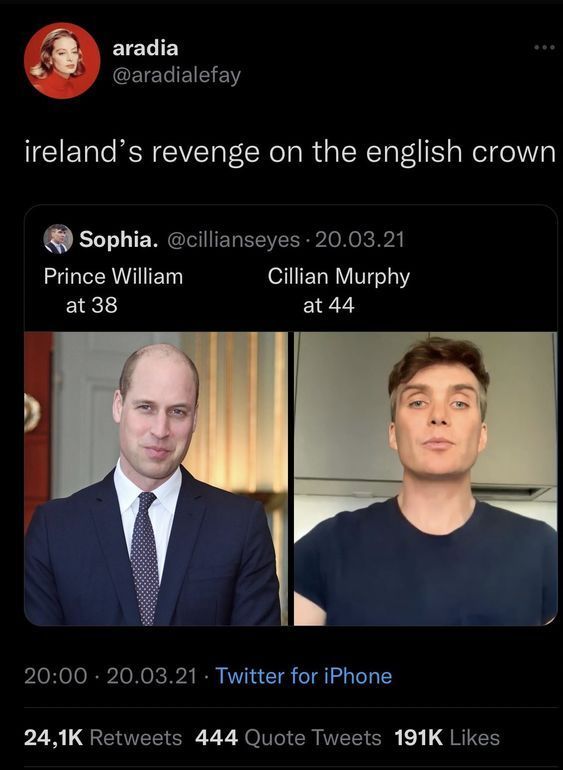 aradia
@aradialefay
ireland's revenge on the english crown
Sophia. @cillianseyes · 20.03.21
Prince William Cillian Murphy
at 38 at 44
20:00 · 20.03.21 · Twitter for iPhone
24,1K Retweets 444 Quote Tweets 191K Likes